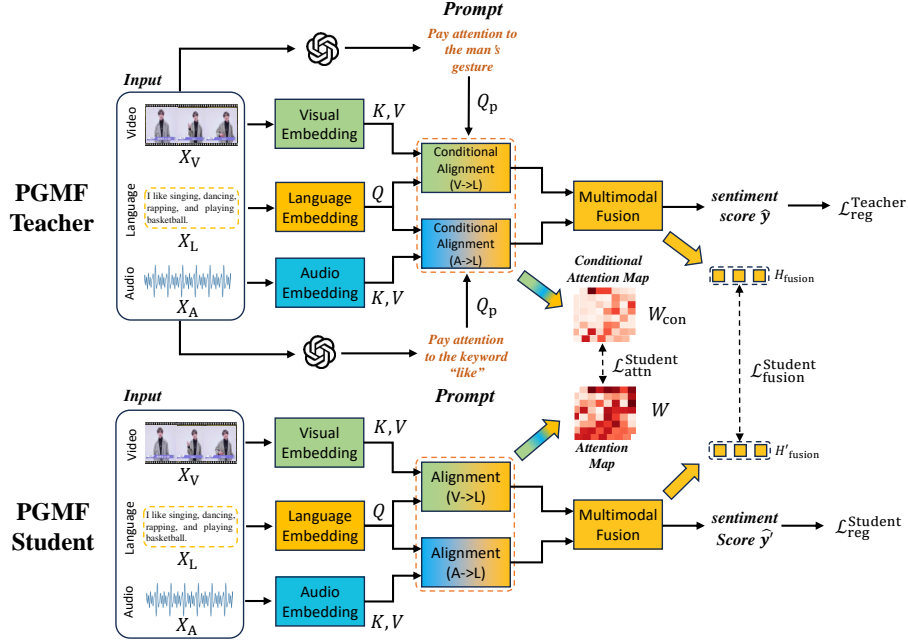 Prompt
Pay attention to
the man's
gesture
Input
Video
X_V
Visual
Embedding
K, V
Q_p
Conditional
Alignment
(V->L)
PGMF
Teacher
Language
I like singing, dancing,
rapping, and playing
basketball.
X_L
Language
Embedding
Q
Multimodal
Fusion
sentiment
score ŷ
ℒ_reg^Teacher
Conditional
Alignment
(A->L)
Audio
X_A
Audio Embedding
K, V
Q_p
Conditional
Attention Map
W_con
H_fusion
Pay attention
to the keyword
"like"
Prompt
ℒ_attn^Student
ℒ_fusion^Student
W
Attention
Map
H'_fusion
Input
Video
X_V
Visual
Embedding
K, V
Alignment
(V->L)
PGMF
Student
Language
I like singing, dancing,
rapping, and playing
basketball.
X_L
Language
Embedding
Q
Multimodal
Fusion
sentiment
Score ŷ'
ℒ_reg^Student
Alignment
(A->L)
Audio
X_A
Audio
Embedding
K, V